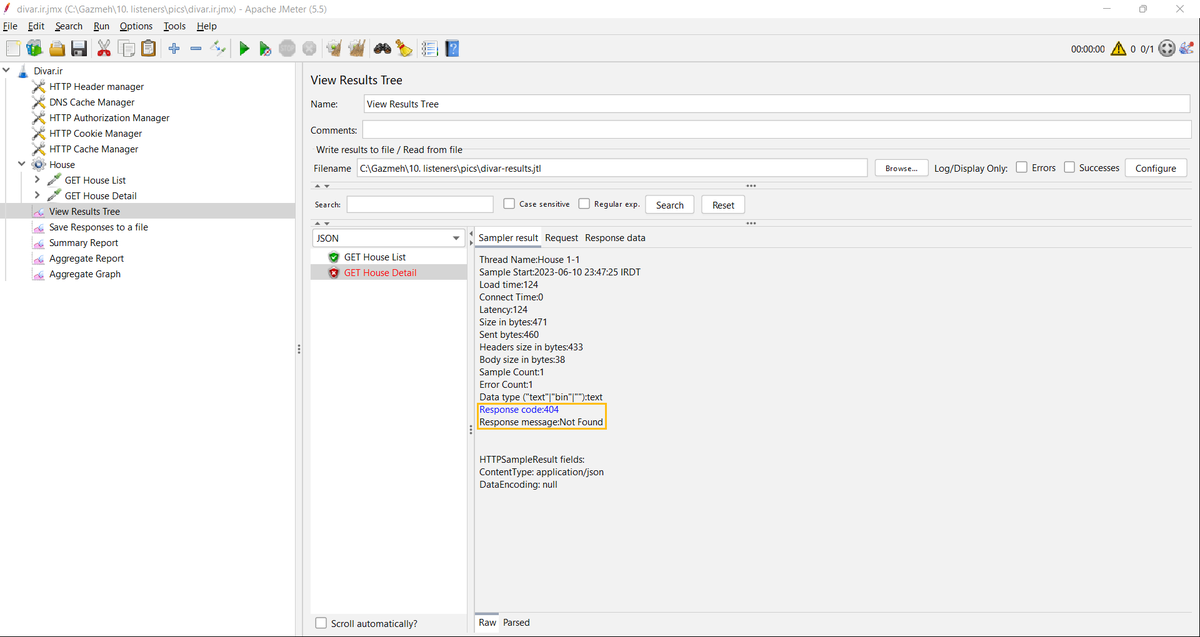 divar.ir.jmx (C:\Gazmeh\10. listeners\pics\divar.ir.jmx) - Apache JMeter (5.5)
File Edit Search Run Options Tools Help
00:00:00 0 0/1
Divar.ir
HTTP Header manager
DNS Cache Manager
HTTP Authorization Manager
HTTP Cookie Manager
HTTP Cache Manager
House
GET House List
GET House Detail
View Results Tree
Save Responses to a file
Summary Report
Aggregate Report
Aggregate Graph
View Results Tree
Name: View Results Tree
Comments:
Write results to file / Read from file
Filename C:\Gazmeh\10. listeners\pics\divar-results.jtl Browse... Log/Display Only: Errors Successes Configure
Search: Case sensitive Regular exp. Search Reset
JSON
GET House List
GET House Detail
Scroll automatically?
Sampler result Request Response data
Thread Name:House 1-1
Sample Start:2023-06-10 23:47:25 IRDT
Load time:124
Connect Time:0
Latency:124
Size in bytes:471
Sent bytes:460
Headers size in bytes:433
Body size in bytes:38
Sample Count:1
Error Count:1
Data type ("text"|"bin"|""):text
Response code:404
Response message:Not Found
HTTPSampleResult fields:
ContentType: application/json
DataEncoding: null
Raw Parsed